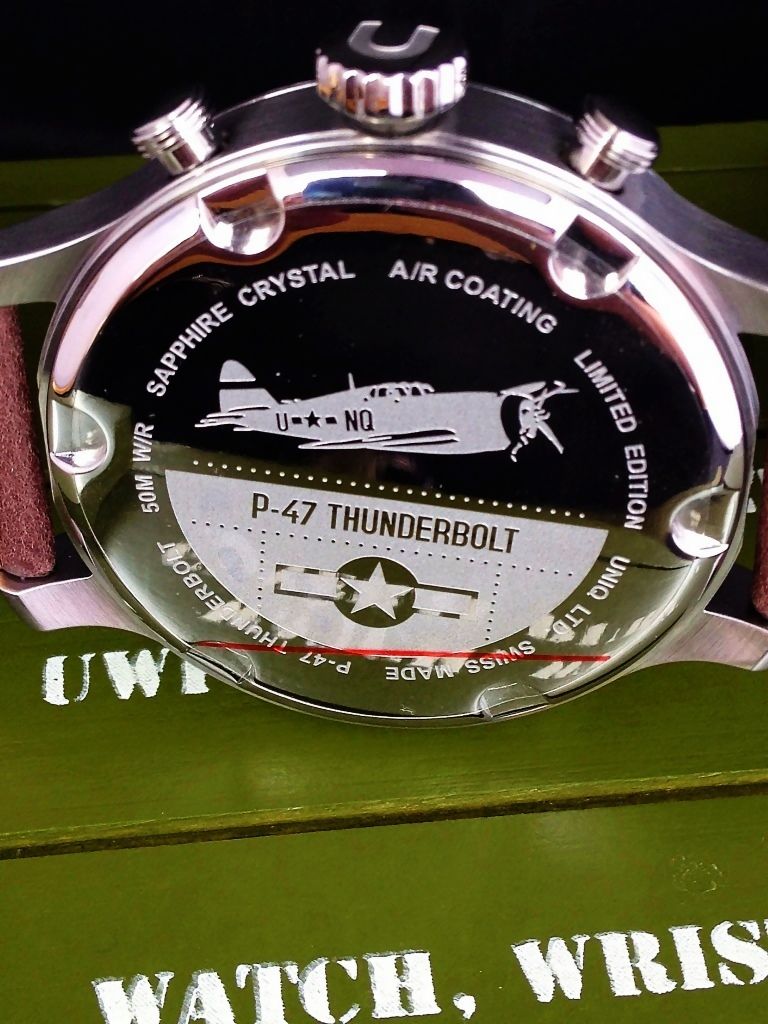 U
SAPPHIRE CRYSTAL A/R COATING LIMITED EDITION
U NQ
50M W/R
P-47 THUNDERBOLT
UNIQ LTD. SWISS MADE P-47 THUNDERBOLT
UWI
WATCH, WRIS